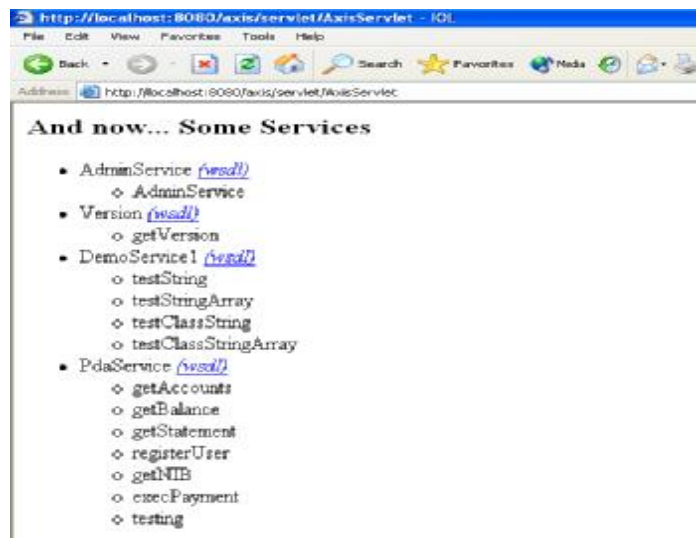 http://localhost:8080/axis/servlet/AxisServlet - IOL
File Edit View Favorites Tools Help
Back Search Favorites Media
Address http://localhost:8080/axis/servlet/AxisServlet
And now... Some Services
AdminService (wsdl)
AdminService
Version (wsdl)
getVersion
DemoService1 (wsdl)
testString
testStringArray
testClassString
testClassStringArray
PdaService (wsdl)
getAccounts
getBalance
getStatement
registerUser
getNIB
execPayment
testing